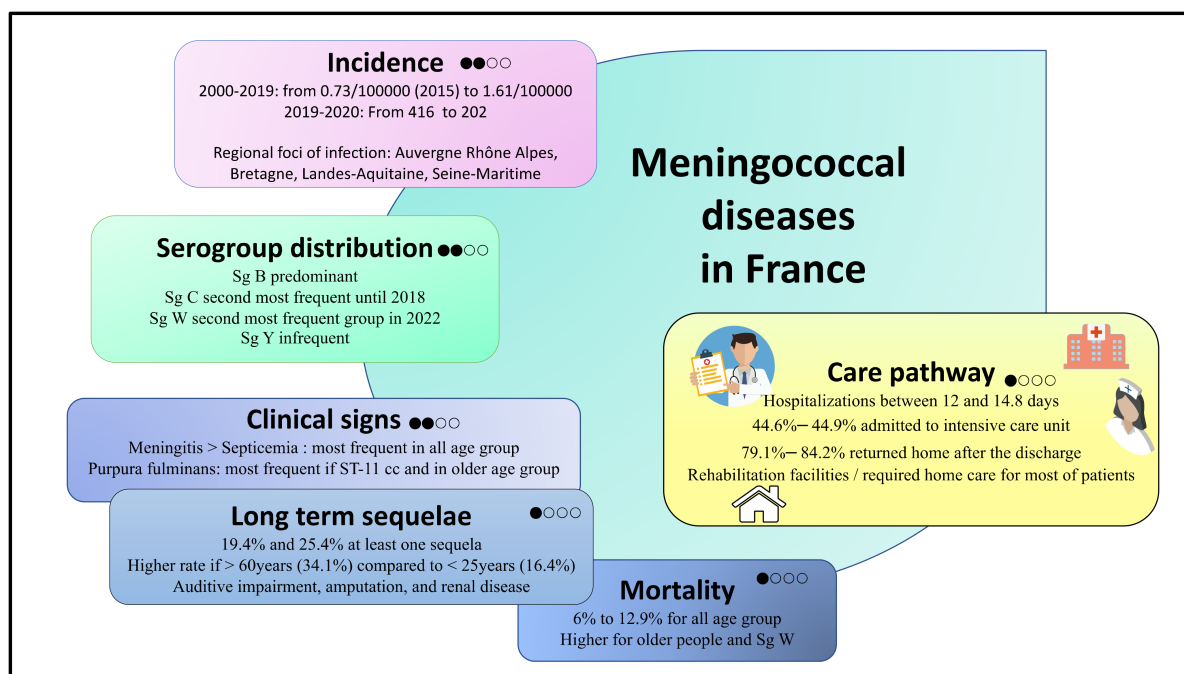 Incidence ●●○○
2000-2019: from 0.73/100000 (2015) to 1.61/100000
2019-2020: From 416 to 202
Regional foci of infection: Auvergne Rhône Alpes,
Bretagne, Landes-Aquitaine, Seine-Maritime
Meningococcal
diseases
in France
Serogroup distribution ●●○○
Sg B predominant
Sg C second most frequent until 2018
Sg W second most frequent group in 2022
Sg Y infrequent
Care pathway ●○○○
Hospitalizations between 12 and 14.8 days
44.6%─ 44.9% admitted to intensive care unit
79.1%─ 84.2% returned home after the discharge
Rehabilitation facilities / required home care for most of patients
Clinical signs ●●○○
Meningitis > Septicemia : most frequent in all age group
Purpura fulminans: most frequent if ST-11 cc and in older age group
Long term sequelae ●○○○
19.4% and 25.4% at least one sequela
Higher rate if > 60years (34.1%) compared to < 25years (16.4%)
Auditive impairment, amputation, and renal disease
Mortality ●○○○
6% to 12.9% for all age group
Higher for older people and Sg W